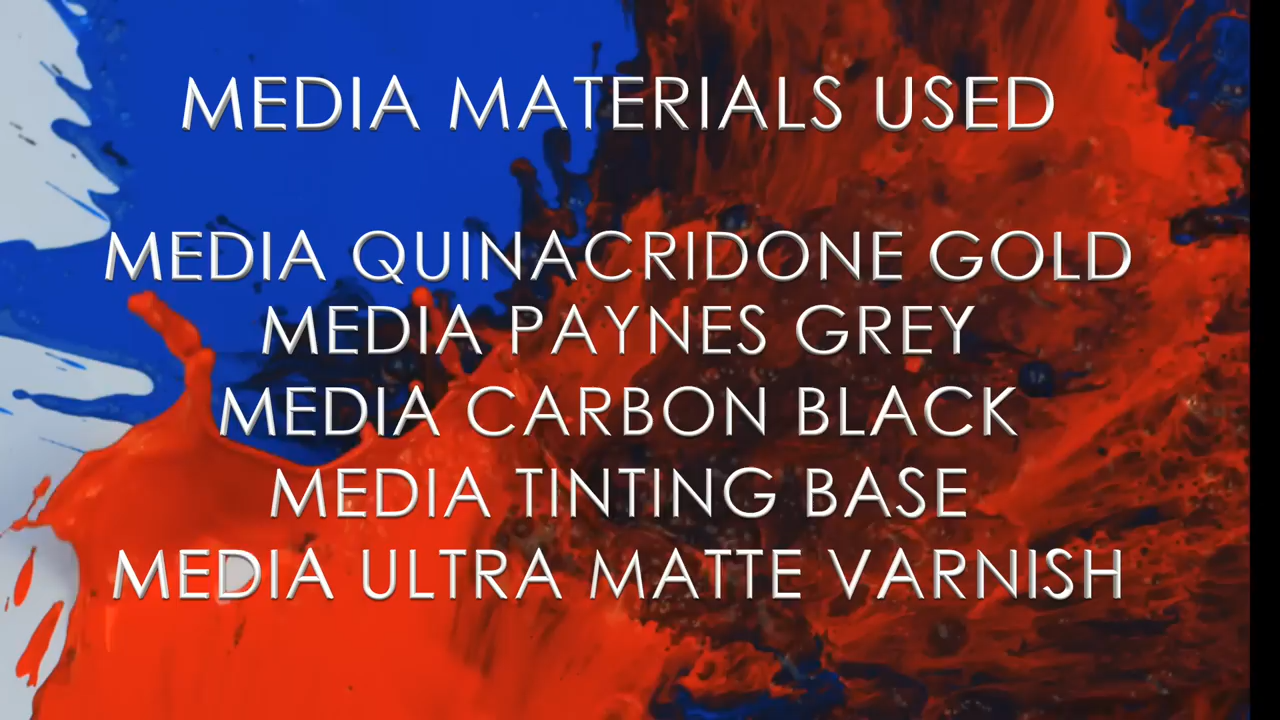 MEDIA MATERIALS USED
MEDIA QUINACRIDONE GOLD
MEDIA PAYNES GREY
MEDIA CARBON BLACK
MEDIA TINTING BASE
MEDIA ULTRA MATTE VARNISH